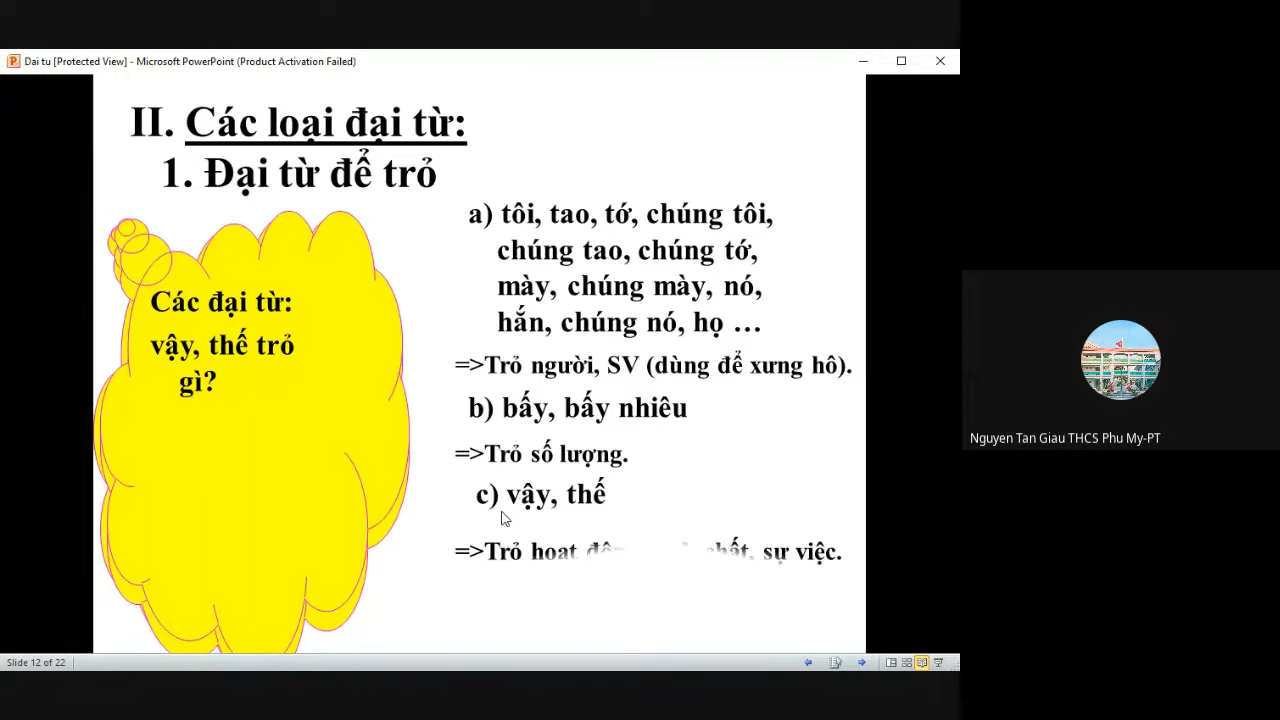 Dai tu [Protected View] - Microsoft PowerPoint (Product Activation Failed)
II. Các loại đại từ:
1. Đại từ để trỏ
Các đại từ:
vậy, thế trỏ
gì?
a) tôi, tao, tớ, chúng tôi,
chúng tao, chúng tớ,
mày, chúng mày, nó,
hắn, chúng nó, họ …
=>Trỏ người, SV (dùng để xưng hô).
b) bấy, bấy nhiêu
=>Trỏ số lượng.
c) vậy, thế
=>Trỏ hoạt chất, sự việc.
Nguyen Tan Giau THCS Phu My-PT
Slide 12 of 22